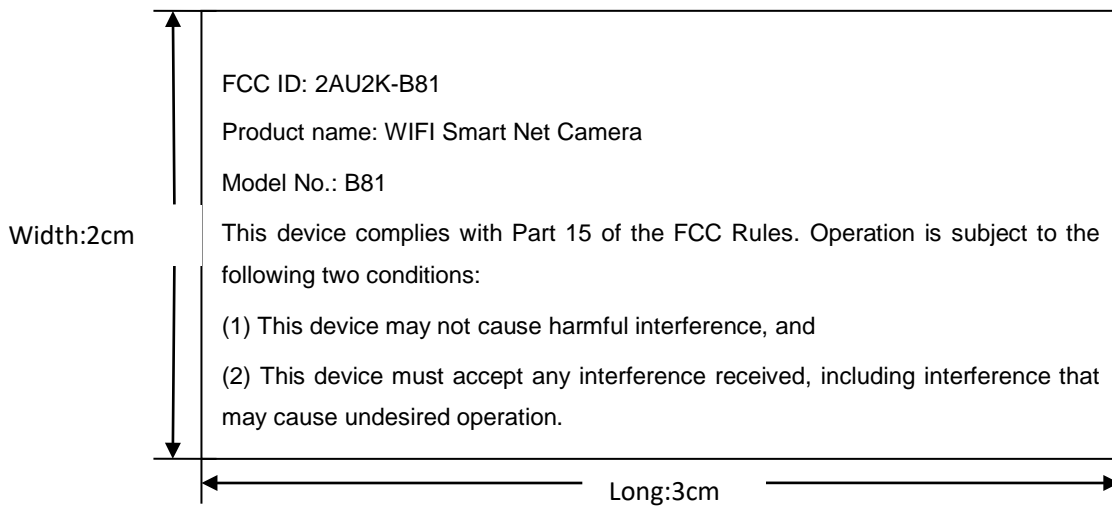 FCC ID: 2AU2K-B81
Product name: WIFI Smart Net Camera
Model No.: B81
Width:2cm
This device complies with Part 15 of the FCC Rules. Operation is subject to the
following two conditions:
(1) This device may not cause harmful interference, and
(2) This device must accept any interference received, including interference that
may cause undesired operation.
Long:3cm